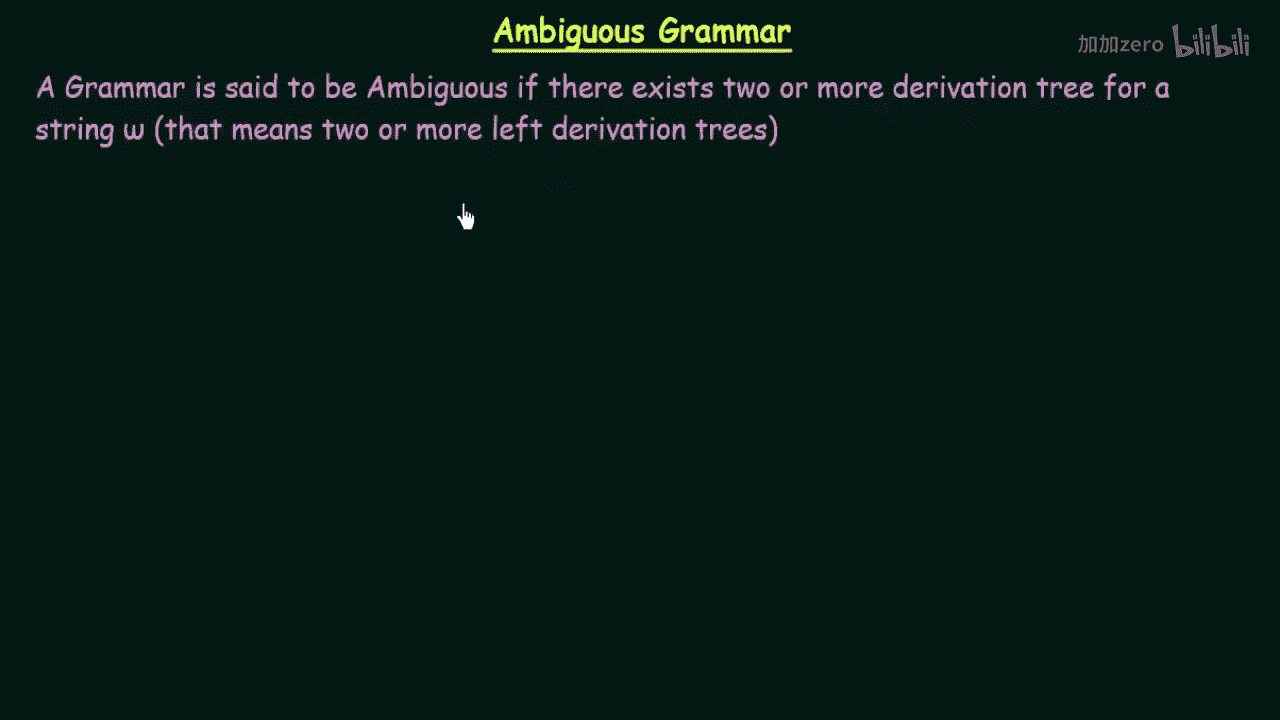 Ambiguous Grammar
加加zero bilibili
A Grammar is said to be Ambiguous if there exists two or more derivation tree for a
string ω (that means two or more left derivation trees)